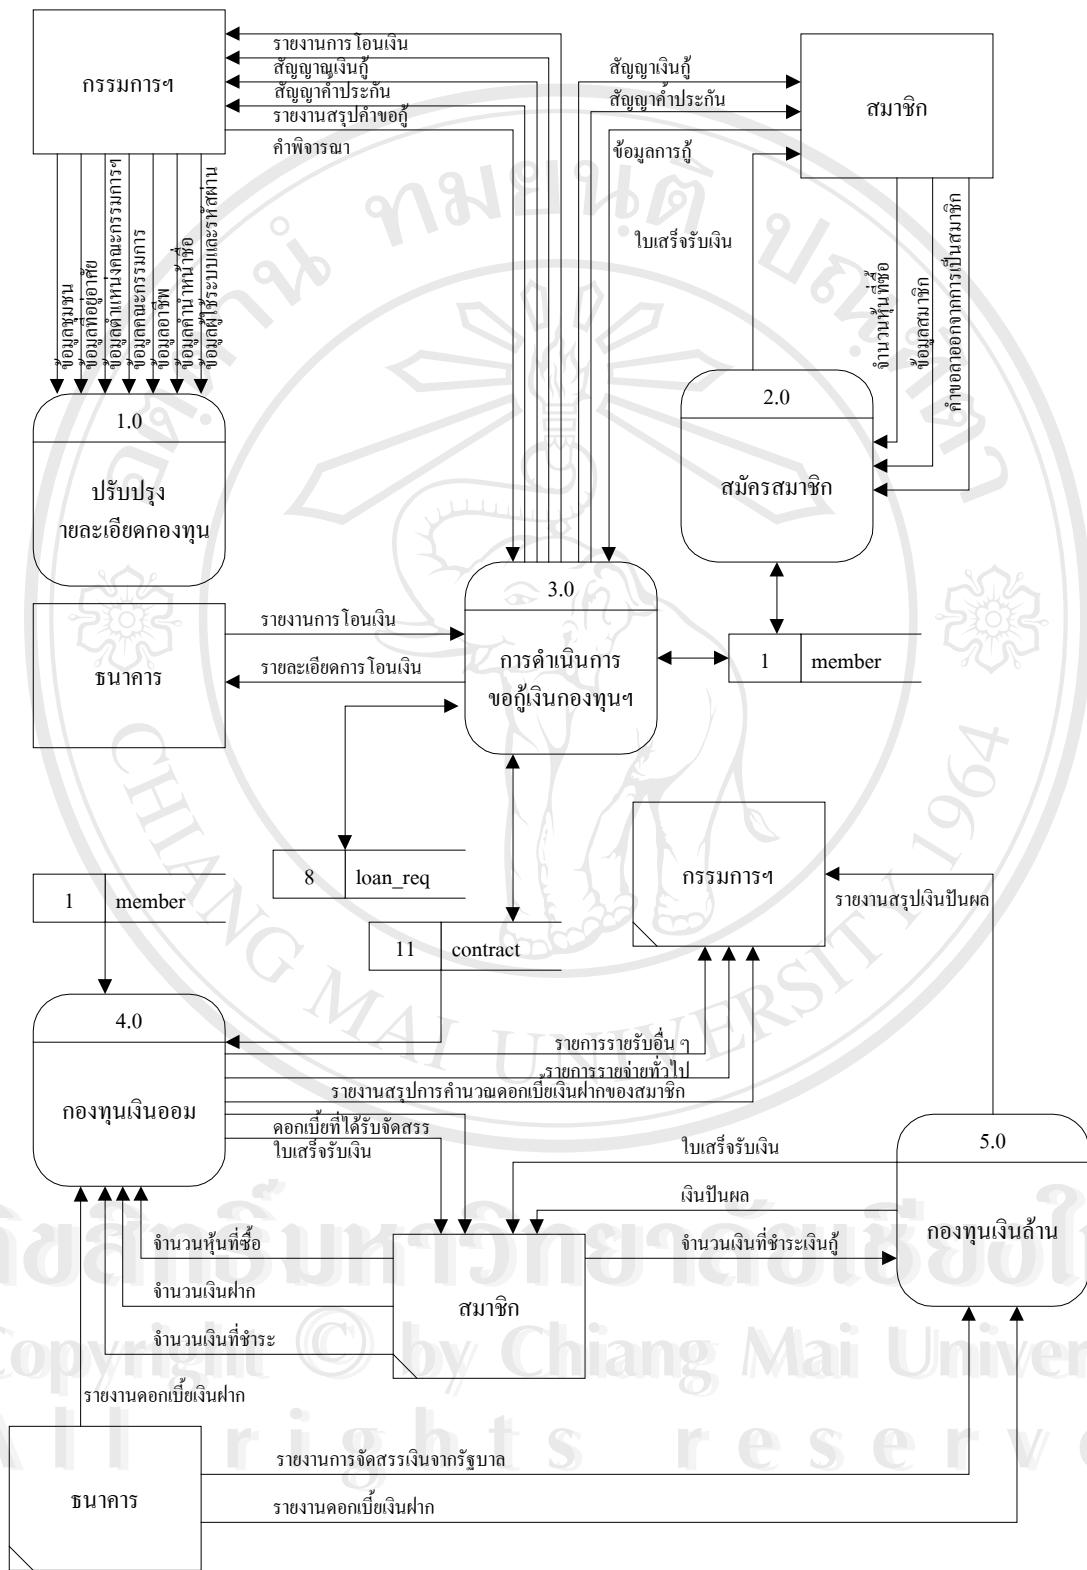 กรรมการฯ
รายงานการโอนเงิน
สัญญาณเงินกู้
สัญญาค้ำประกัน
รายงานสรุปคำขอกู้
คำพิจารณา
สัญญาเงินกู้
สัญญาค้ำประกัน
ข้อมูลการกู้
สมาชิก
ใบเสร็จรับเงิน
ข้อมูลชุมชน
ข้อมูลที่อยู่อาศัย
ข้อมูลตำแหน่งคณะกรรมการฯ
ข้อมูลคณะกรรมการ
ข้อมูลอาชีพ
ข้อมูลคำนำหน้าชื่อ
ข้อมูลผู้ใช้ระบบและรหัสผ่าน
จำนวนหุ้นที่ซื้อ
ข้อมูลสมาชิก
คำขอลาออกจากการเป็นสมาชิก
1.0
ปรับปรุง
ายละเอียดกองทุน
2.0
สมัครสมาชิก
3.0
การดำเนินการ
ขอกู้เงินกองทุนฯ
ธนาคาร
รายงานการโอนเงิน
รายละเอียดการโอนเงิน
1 member
8 loan_req
1 member
11 contract
กรรมการฯ
รายงานสรุปเงินปันผล
4.0
กองทุนเงินออม
รายการรายรับอื่น ๆ
รายการรายจ่ายทั่วไป
รายงานสรุปการคำนวณดอกเบี้ยเงินฝากของสมาชิก
ดอกเบี้ยที่ได้รับจัดสรร
ใบเสร็จรับเงิน
5.0
กองทุนเงินล้าน
ใบเสร็จรับเงิน
เงินปันผล
จำนวนเงินที่ชำระเงินกู้
จำนวนหุ้นที่ซื้อ
จำนวนเงินฝาก
จำนวนเงินที่ชำระ
สมาชิก
รายงานดอกเบี้ยเงินฝาก
ธนาคาร
รายงานการจัดสรรเงินจากรัฐบาล
รายงานดอกเบี้ยเงินฝาก
CHIANG MAI UNIVERSITY 1964
Copyright © by Chiang Mai Univer
All rights reserve